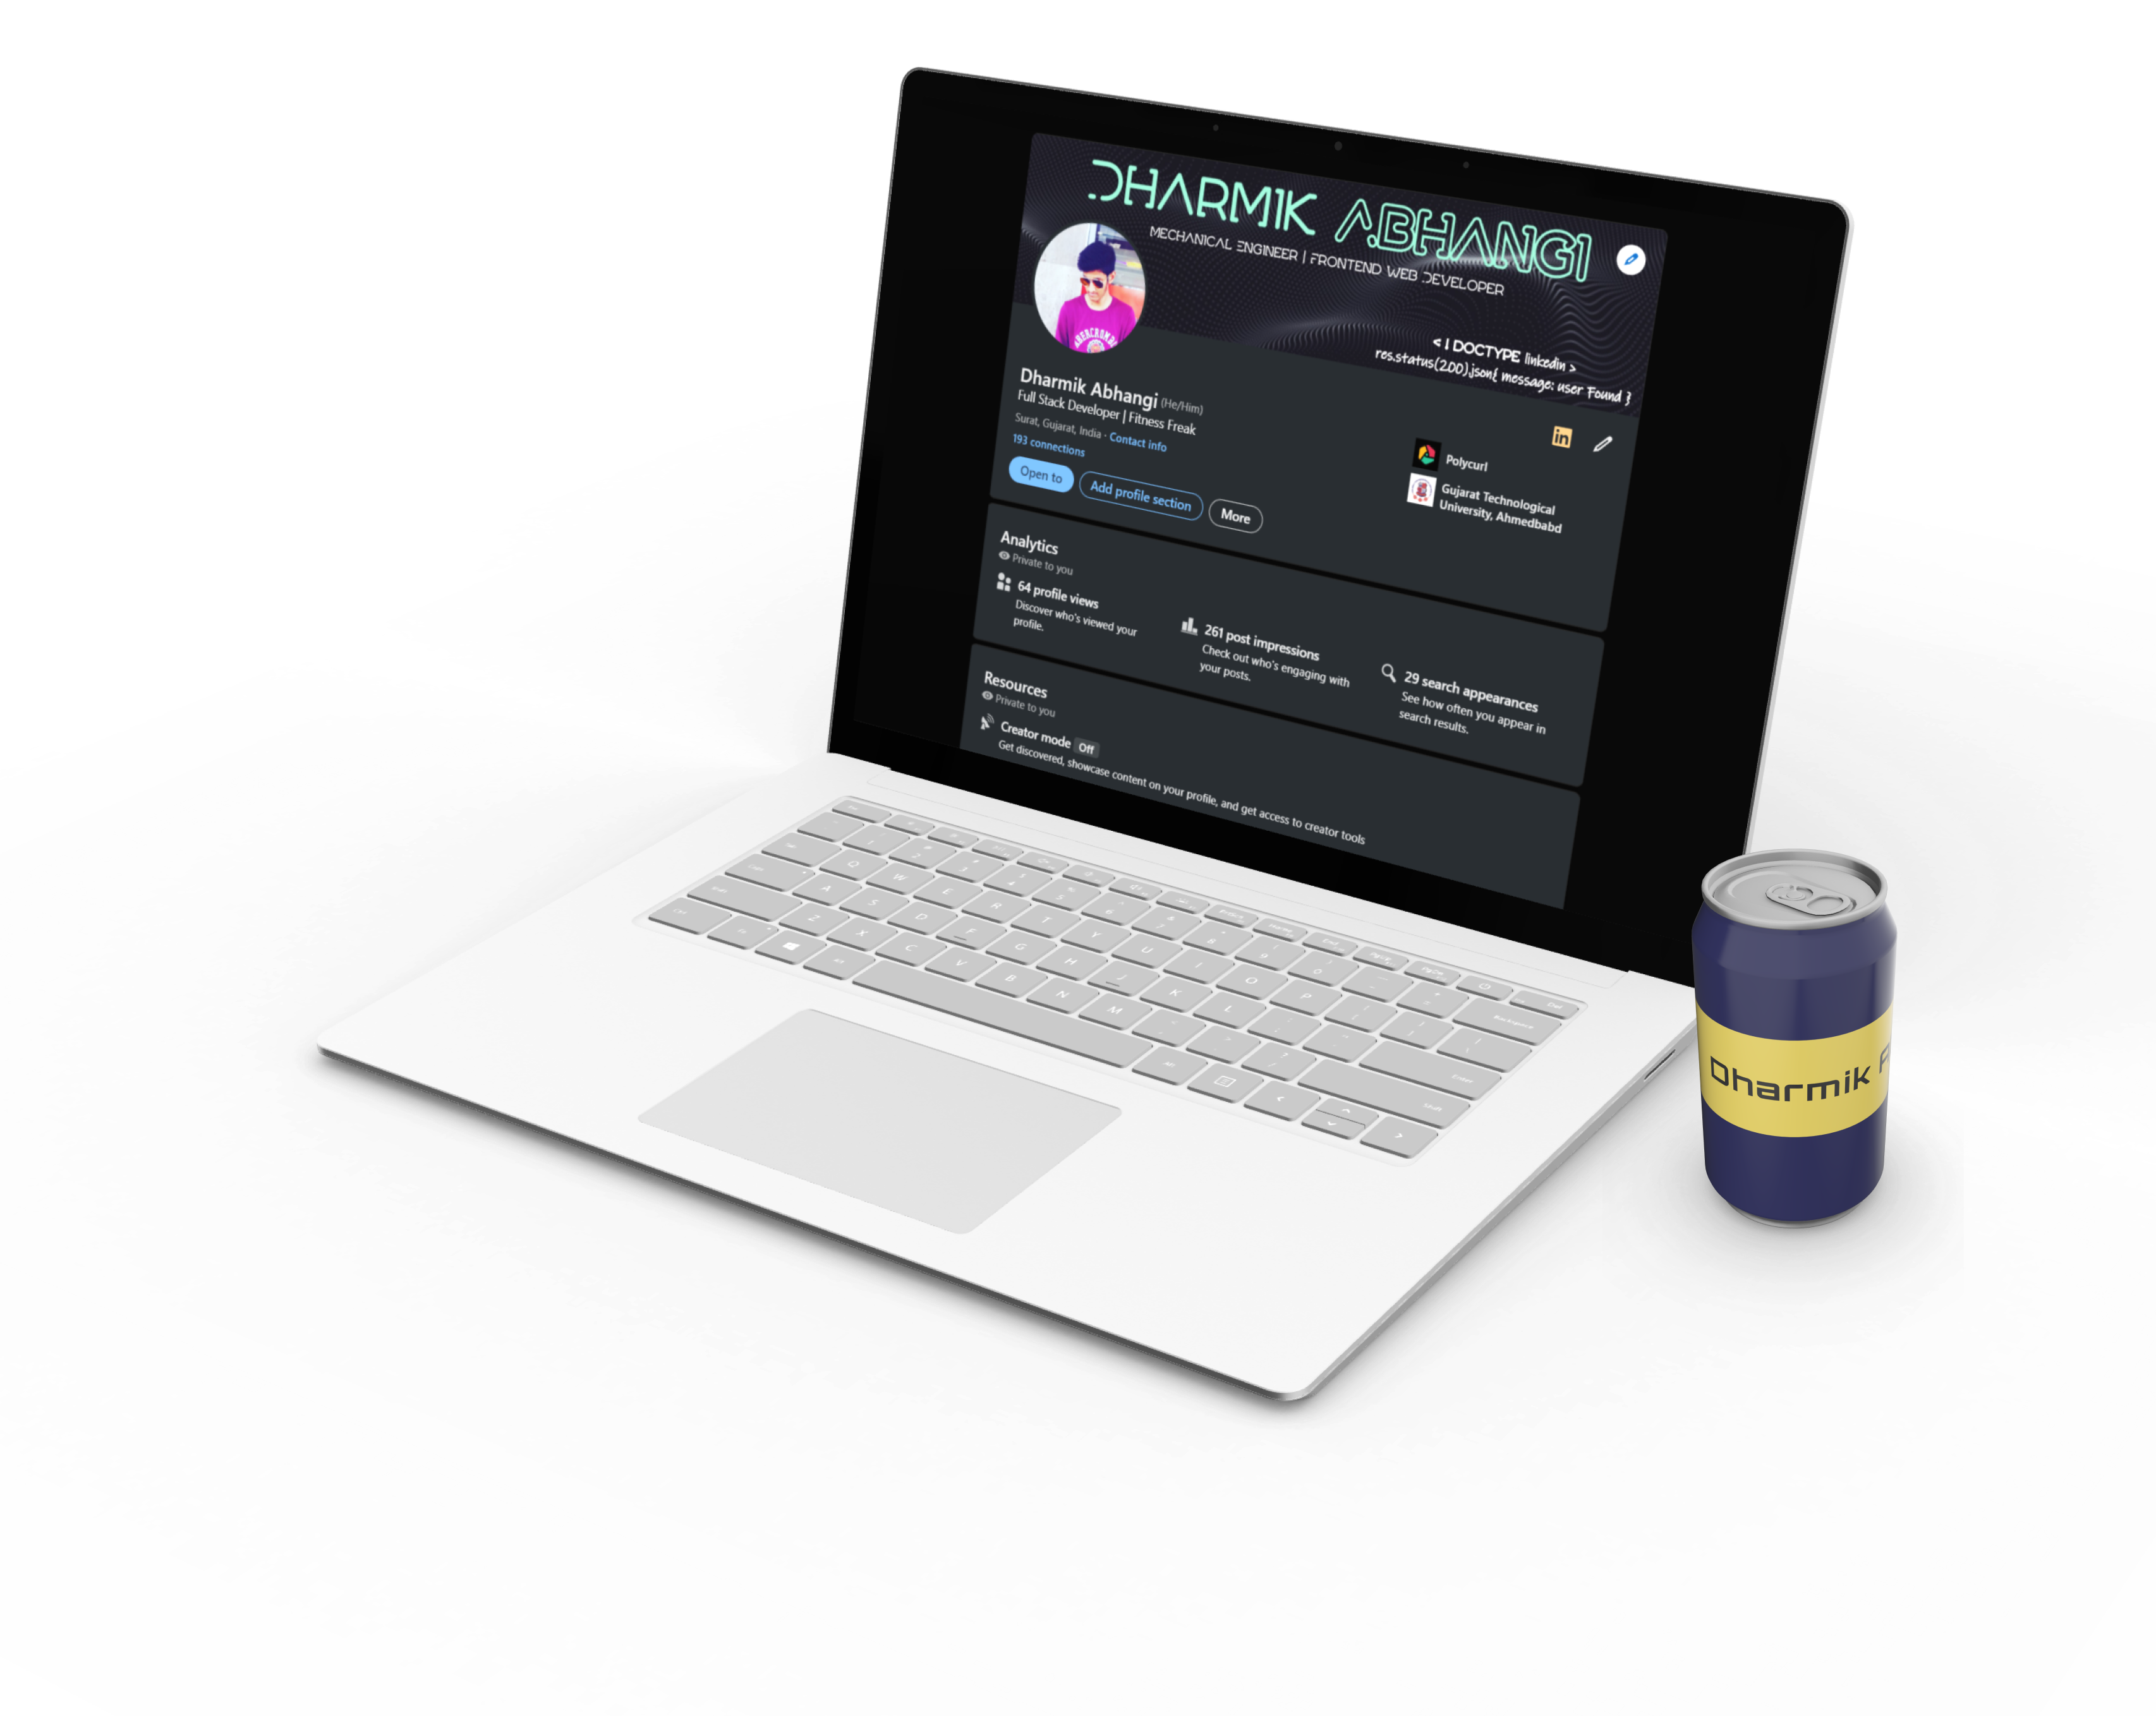 DHARMIK ABHANGI
MECHANICAL ENGINEER | FRONTEND WEB DEVELOPER
< ! DOCTYPE linkedin >
res.status(200).json{ message: user Found }
Dharmik Abhangi (He/Him)
Full Stack Developer | Fitness Freak
Surat, Gujarat, India · Contact info
193 connections
Open to
Add profile section
More
in
Polycurl
Gujarat Technological
University, Ahmedbabd
Analytics
Private to you
64 profile views
Discover who's viewed your
profile.
261 post impressions
Check out who's engaging with
your posts.
29 search appearances
See how often you appear in
search results.
Resources
Private to you
Creator mode Off
Get discovered, showcase content on your profile, and get access to creator tools
Q W E R T Y U I O P
A S D F G H J K L
Z X C V B N M
Backspace
Enter
Shift
Dharmik A